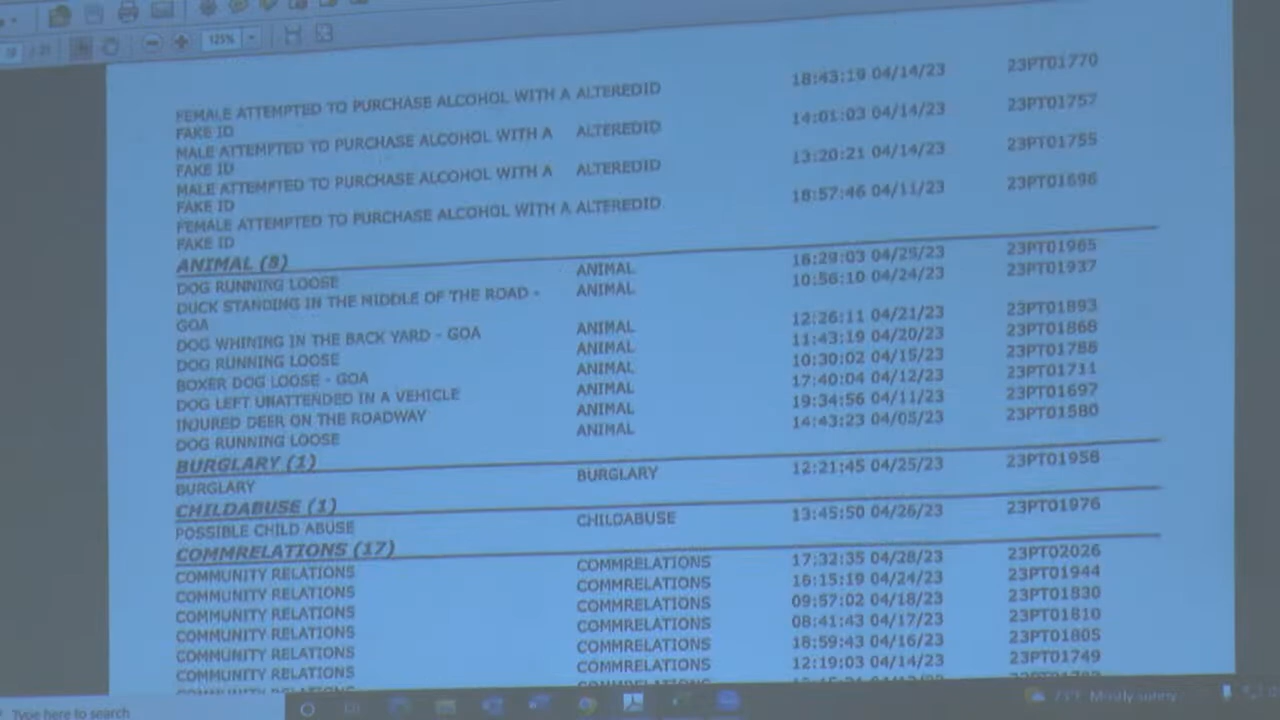 125%
18:43:19 04/14/23 23PT01770
FEMALE ATTEMPTED TO PURCHASE ALCOHOL WITH A ALTEREDID
FAKE ID
14:01:03 04/14/23 23PT01757
MALE ATTEMPTED TO PURCHASE ALCOHOL WITH A ALTEREDID
FAKE ID
13:20:21 04/14/23 23PT01755
MALE ATTEMPTED TO PURCHASE ALCOHOL WITH A ALTEREDID
FAKE ID
18:57:46 04/11/23 23PT01696
FEMALE ATTEMPTED TO PURCHASE ALCOHOL WITH A ALTEREDID
FAKE ID
ANIMAL (8)
DOG RUNNING LOOSE ANIMAL 18:29:03 04/25/23 23PT01965
DUCK STANDING IN THE MIDDLE OF THE ROAD - ANIMAL 10:56:10 04/24/23 23PT01937
GOA
DOG WHINING IN THE BACK YARD - GOA ANIMAL 12:26:11 04/21/23 23PT01893
DOG RUNNING LOOSE ANIMAL 11:43:19 04/20/23 23PT01868
BOXER DOG LOOSE - GOA ANIMAL 10:30:02 04/15/23 23PT01788
DOG LEFT UNATTENDED IN A VEHICLE ANIMAL 17:40:04 04/12/23 23PT01711
INJURED DEER ON THE ROADWAY ANIMAL 19:34:56 04/11/23 23PT01697
DOG RUNNING LOOSE ANIMAL 14:43:23 04/05/23 23PT01580
BURGLARY (1)
BURGLARY BURGLARY 12:21:45 04/25/23 23PT01958
CHILDABUSE (1)
POSSIBLE CHILD ABUSE CHILDABUSE 13:45:50 04/26/23 23PT01976
COMMRELATIONS (17)
COMMUNITY RELATIONS COMMRELATIONS 17:32:35 04/28/23 23PT02026
COMMUNITY RELATIONS COMMRELATIONS 16:15:19 04/24/23 23PT01944
COMMUNITY RELATIONS COMMRELATIONS 09:57:02 04/18/23 23PT01830
COMMUNITY RELATIONS COMMRELATIONS 08:41:43 04/17/23 23PT01810
COMMUNITY RELATIONS COMMRELATIONS 18:59:43 04/16/23 23PT01805
COMMUNITY RELATIONS COMMRELATIONS 12:19:03 04/14/23 23PT01749
Type here to search
73°F Mostly sunny